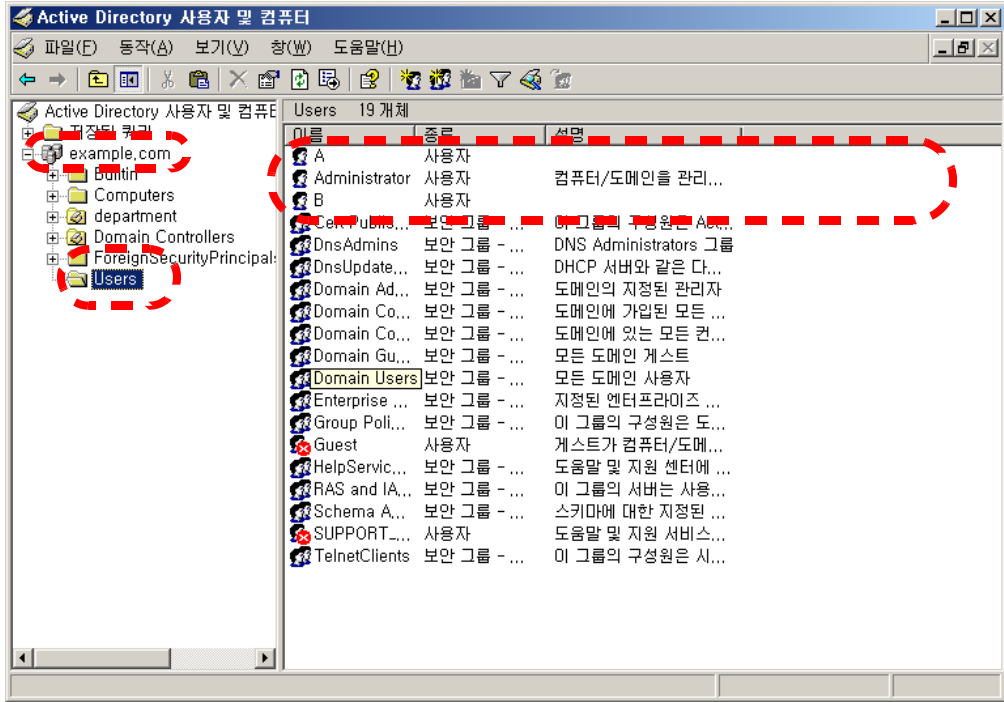 Active Directory 사용자 및 컴퓨터
파일(F) 동작(A) 보기(V) 창(W) 도움말(H)
Active Directory 사용자 및 컴퓨터
저장된 쿼리
example.com
Builtin
Computers
department
Domain Controllers
ForeignSecurityPrincipals
Users
Users 19 개체
이름 종류 설명
A 사용자
Administrator 사용자 컴퓨터/도메인을 관리...
B 사용자
Cert Publis... 보안 그룹 - ... 이 그룹의 구성원은 Act...
DnsAdmins 보안 그룹 - ... DNS Administrators 그룹
DnsUpdate... 보안 그룹 - ... DHCP 서버와 같은 다...
Domain Ad... 보안 그룹 - ... 도메인의 지정된 관리자
Domain Co... 보안 그룹 - ... 도메인에 가입된 모든 ...
Domain Co... 보안 그룹 - ... 도메인에 있는 모든 컨...
Domain Gu... 보안 그룹 - ... 모든 도메인 게스트
Domain Users 보안 그룹 - ... 모든 도메인 사용자
Enterprise ... 보안 그룹 - ... 지정된 엔터프라이즈 ...
Group Poli... 보안 그룹 - ... 이 그룹의 구성원은 도...
Guest 사용자 게스트가 컴퓨터/도메...
HelpServic... 보안 그룹 - ... 도움말 및 지원 센터에 ...
RAS and IA... 보안 그룹 - ... 이 그룹의 서버는 사용...
Schema A... 보안 그룹 - ... 스키마에 대한 지정된 ...
SUPPORT_... 사용자 도움말 및 지원 서비스...
TelnetClients 보안 그룹 - ... 이 그룹의 구성원은 시...